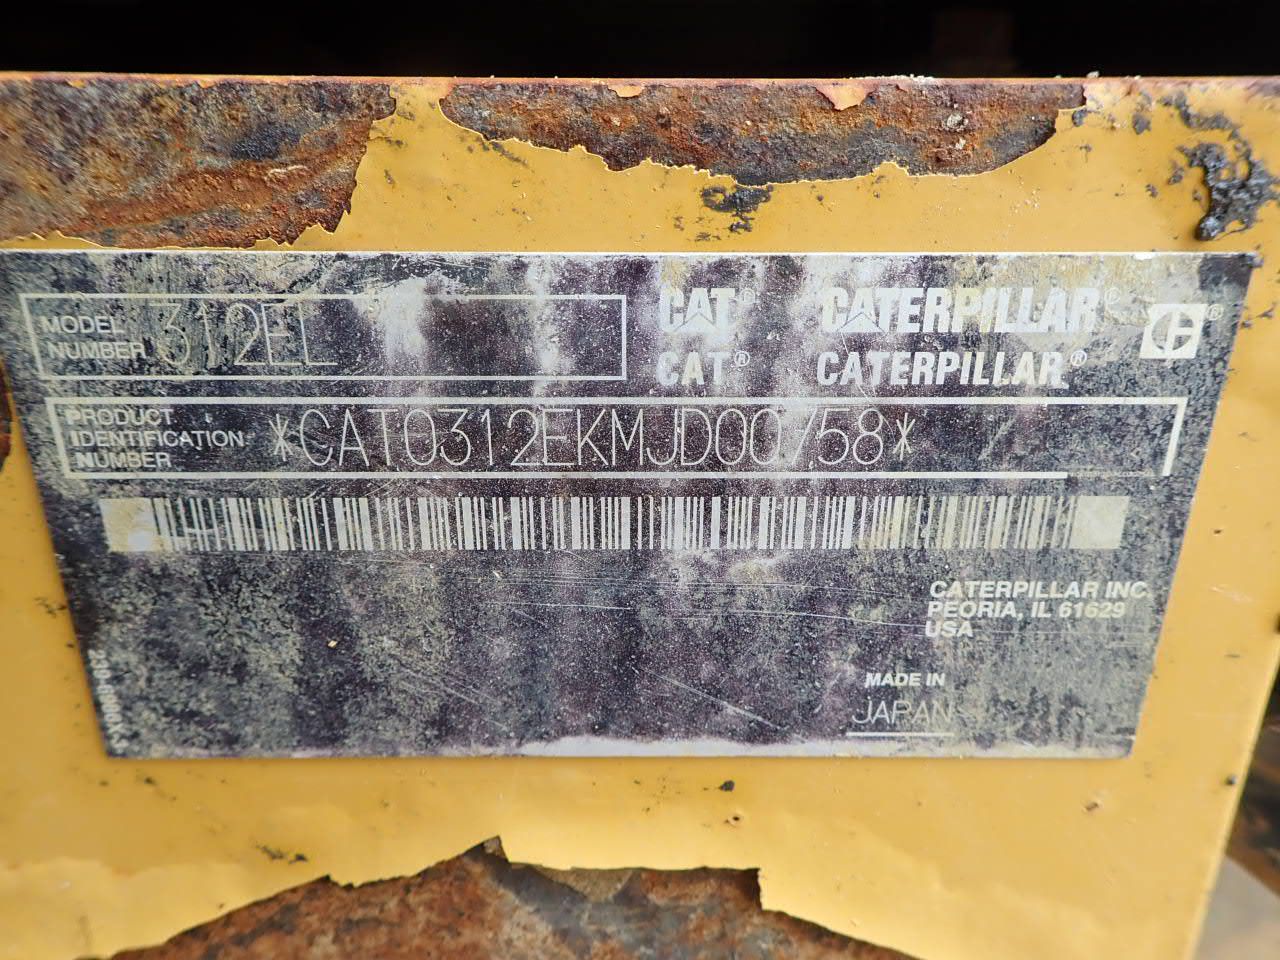 MODEL NUMBER 312EL
CAT® CATERPILLAR®
CAT® CATERPILLAR®
PRODUCT IDENTIFICATION NUMBER *CAT0312EKMJD00758*
CATERPILLAR INC.
PEORIA, IL 61629
USA
MADE IN
JAPAN